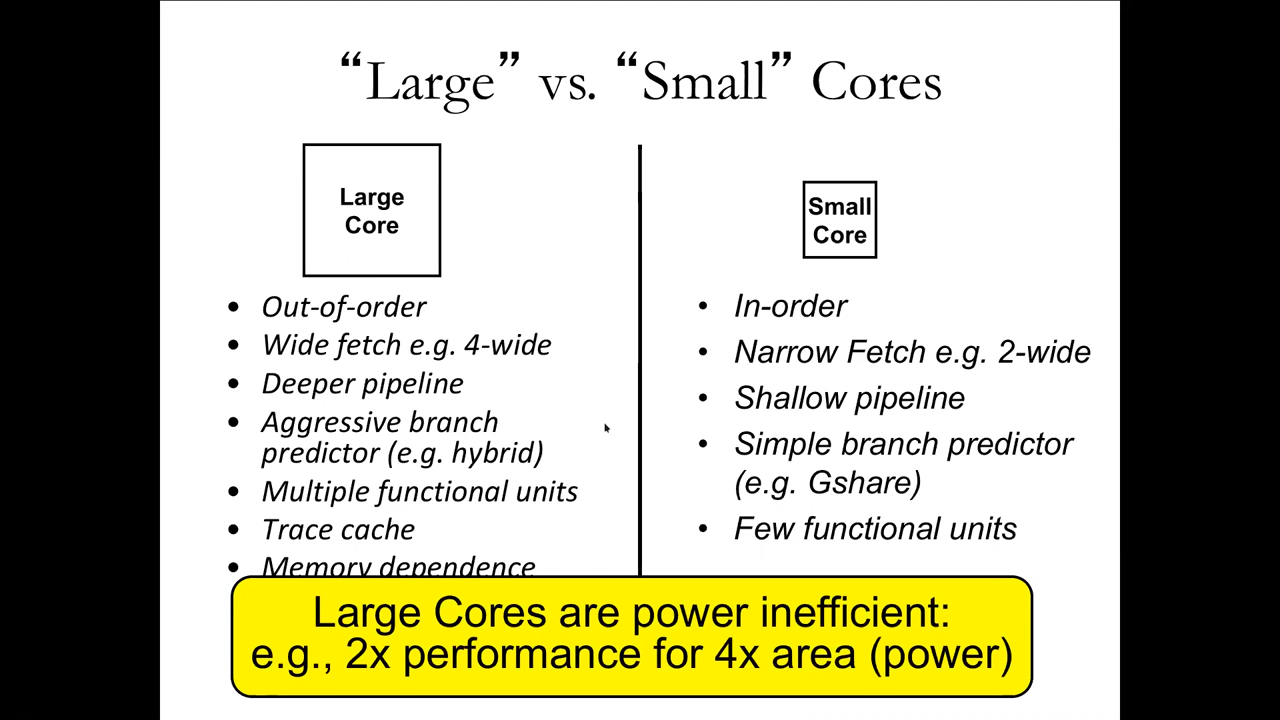 “Large” vs. “Small” Cores
Large
Core
• Out-of-order
• Wide fetch e.g. 4-wide
• Deeper pipeline
• Aggressive branch
predictor (e.g. hybrid)
• Multiple functional units
• Trace cache
• Memory dependence
Small
Core
• In-order
• Narrow Fetch e.g. 2-wide
• Shallow pipeline
• Simple branch predictor
(e.g. Gshare)
• Few functional units
Large Cores are power inefficient:
e.g., 2x performance for 4x area (power)